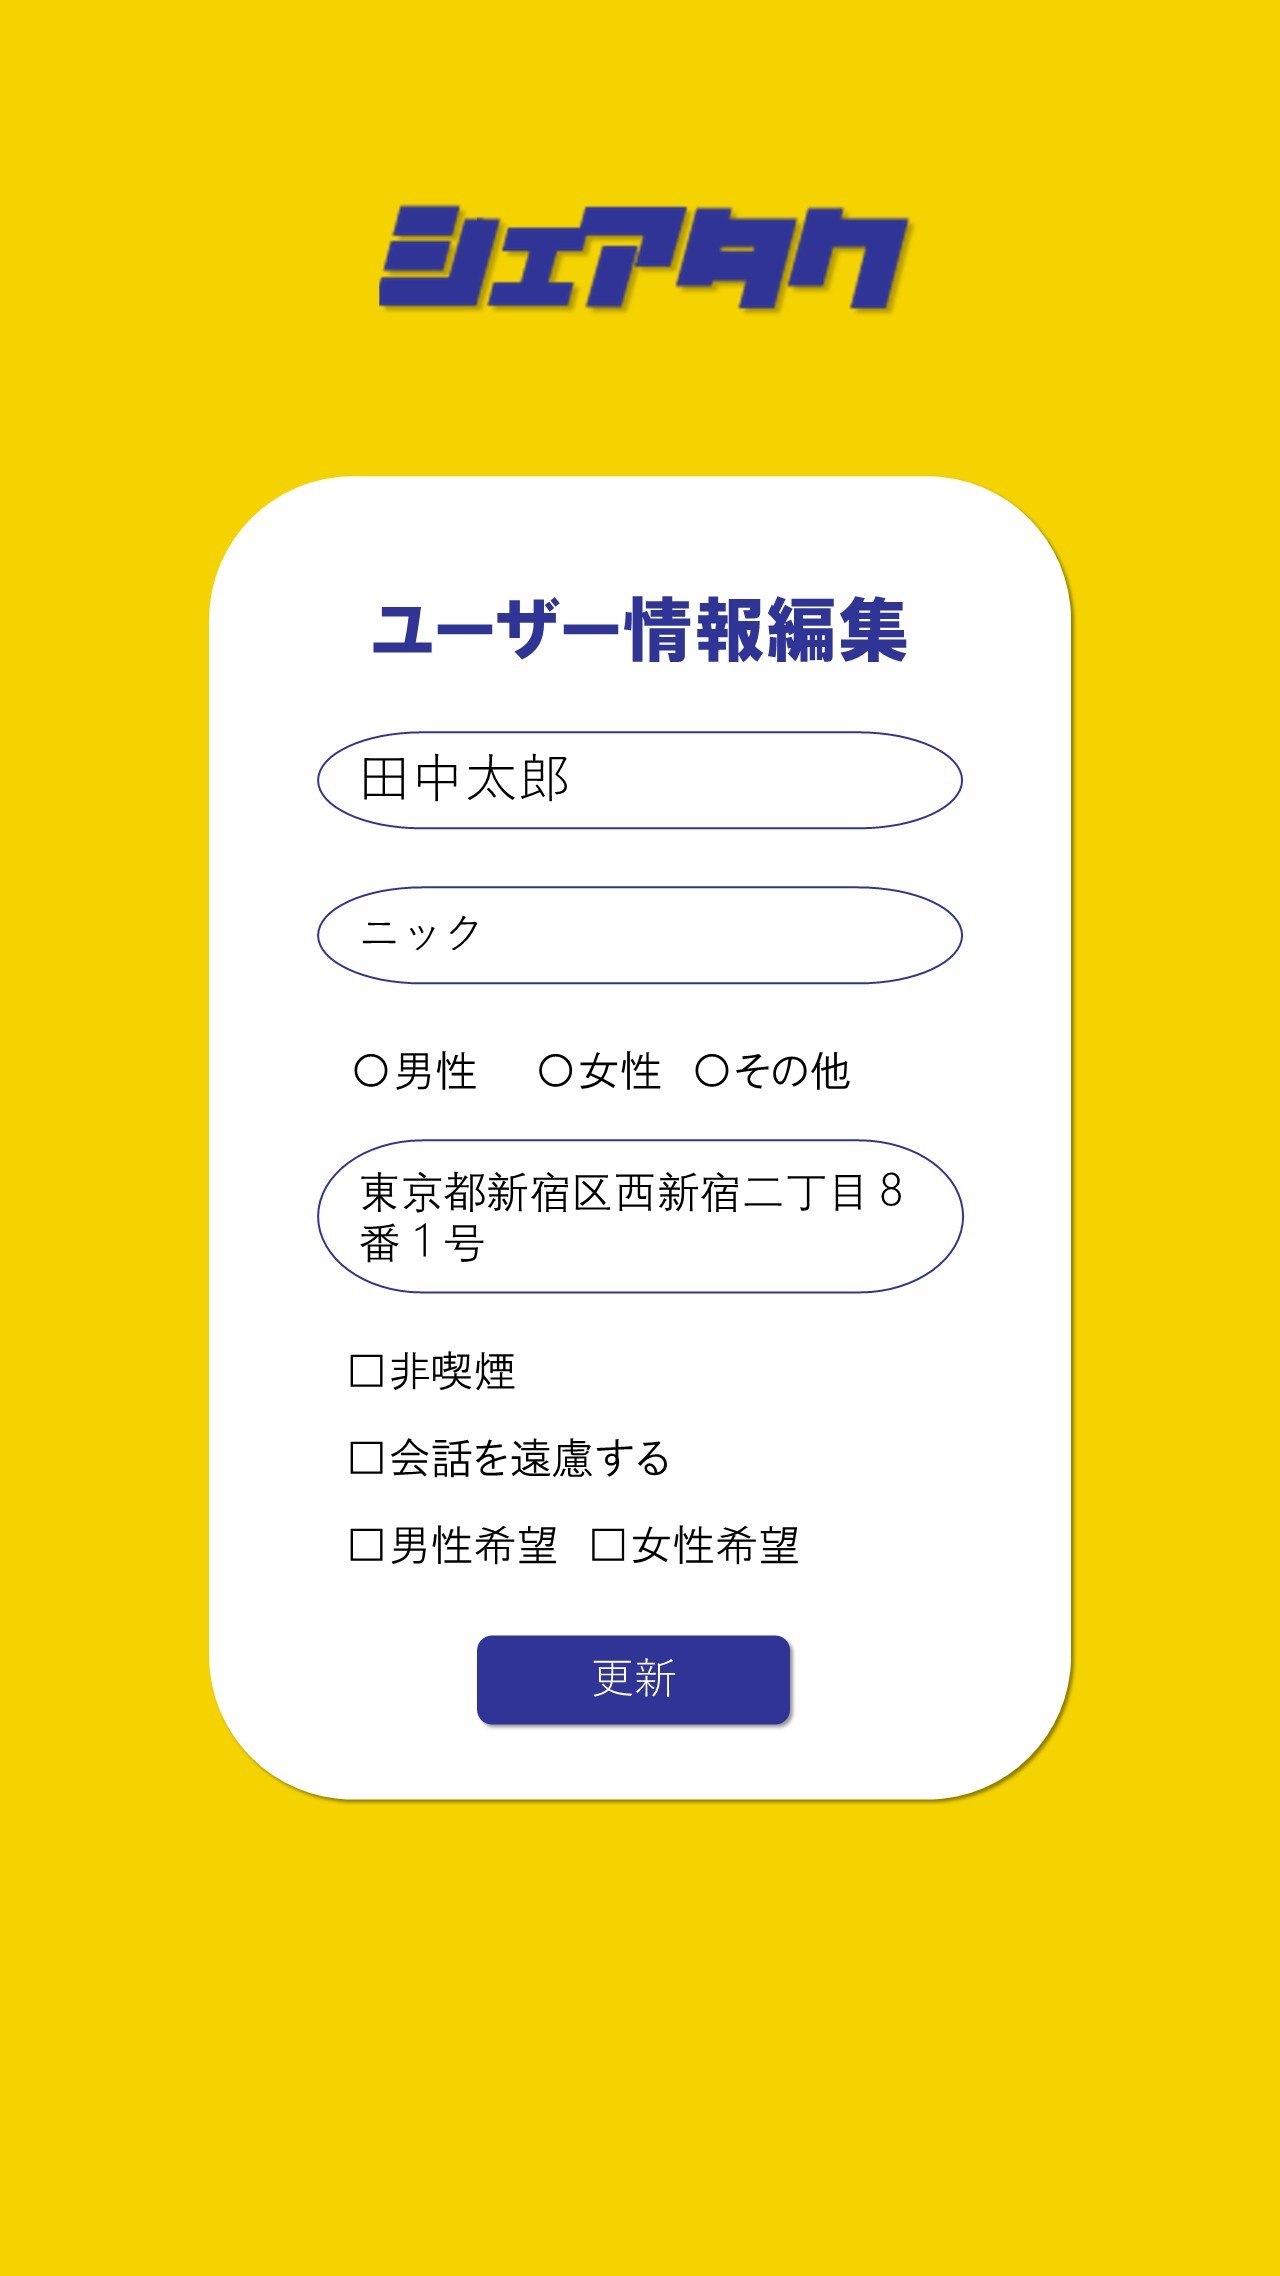 シェアタク
ユーザー情報編集
田中太郎
ニック
〇男性 〇女性 〇その他
東京都新宿区西新宿二丁目８
番１号
□非喫煙
□会話を遠慮する
□男性希望 □女性希望
更新